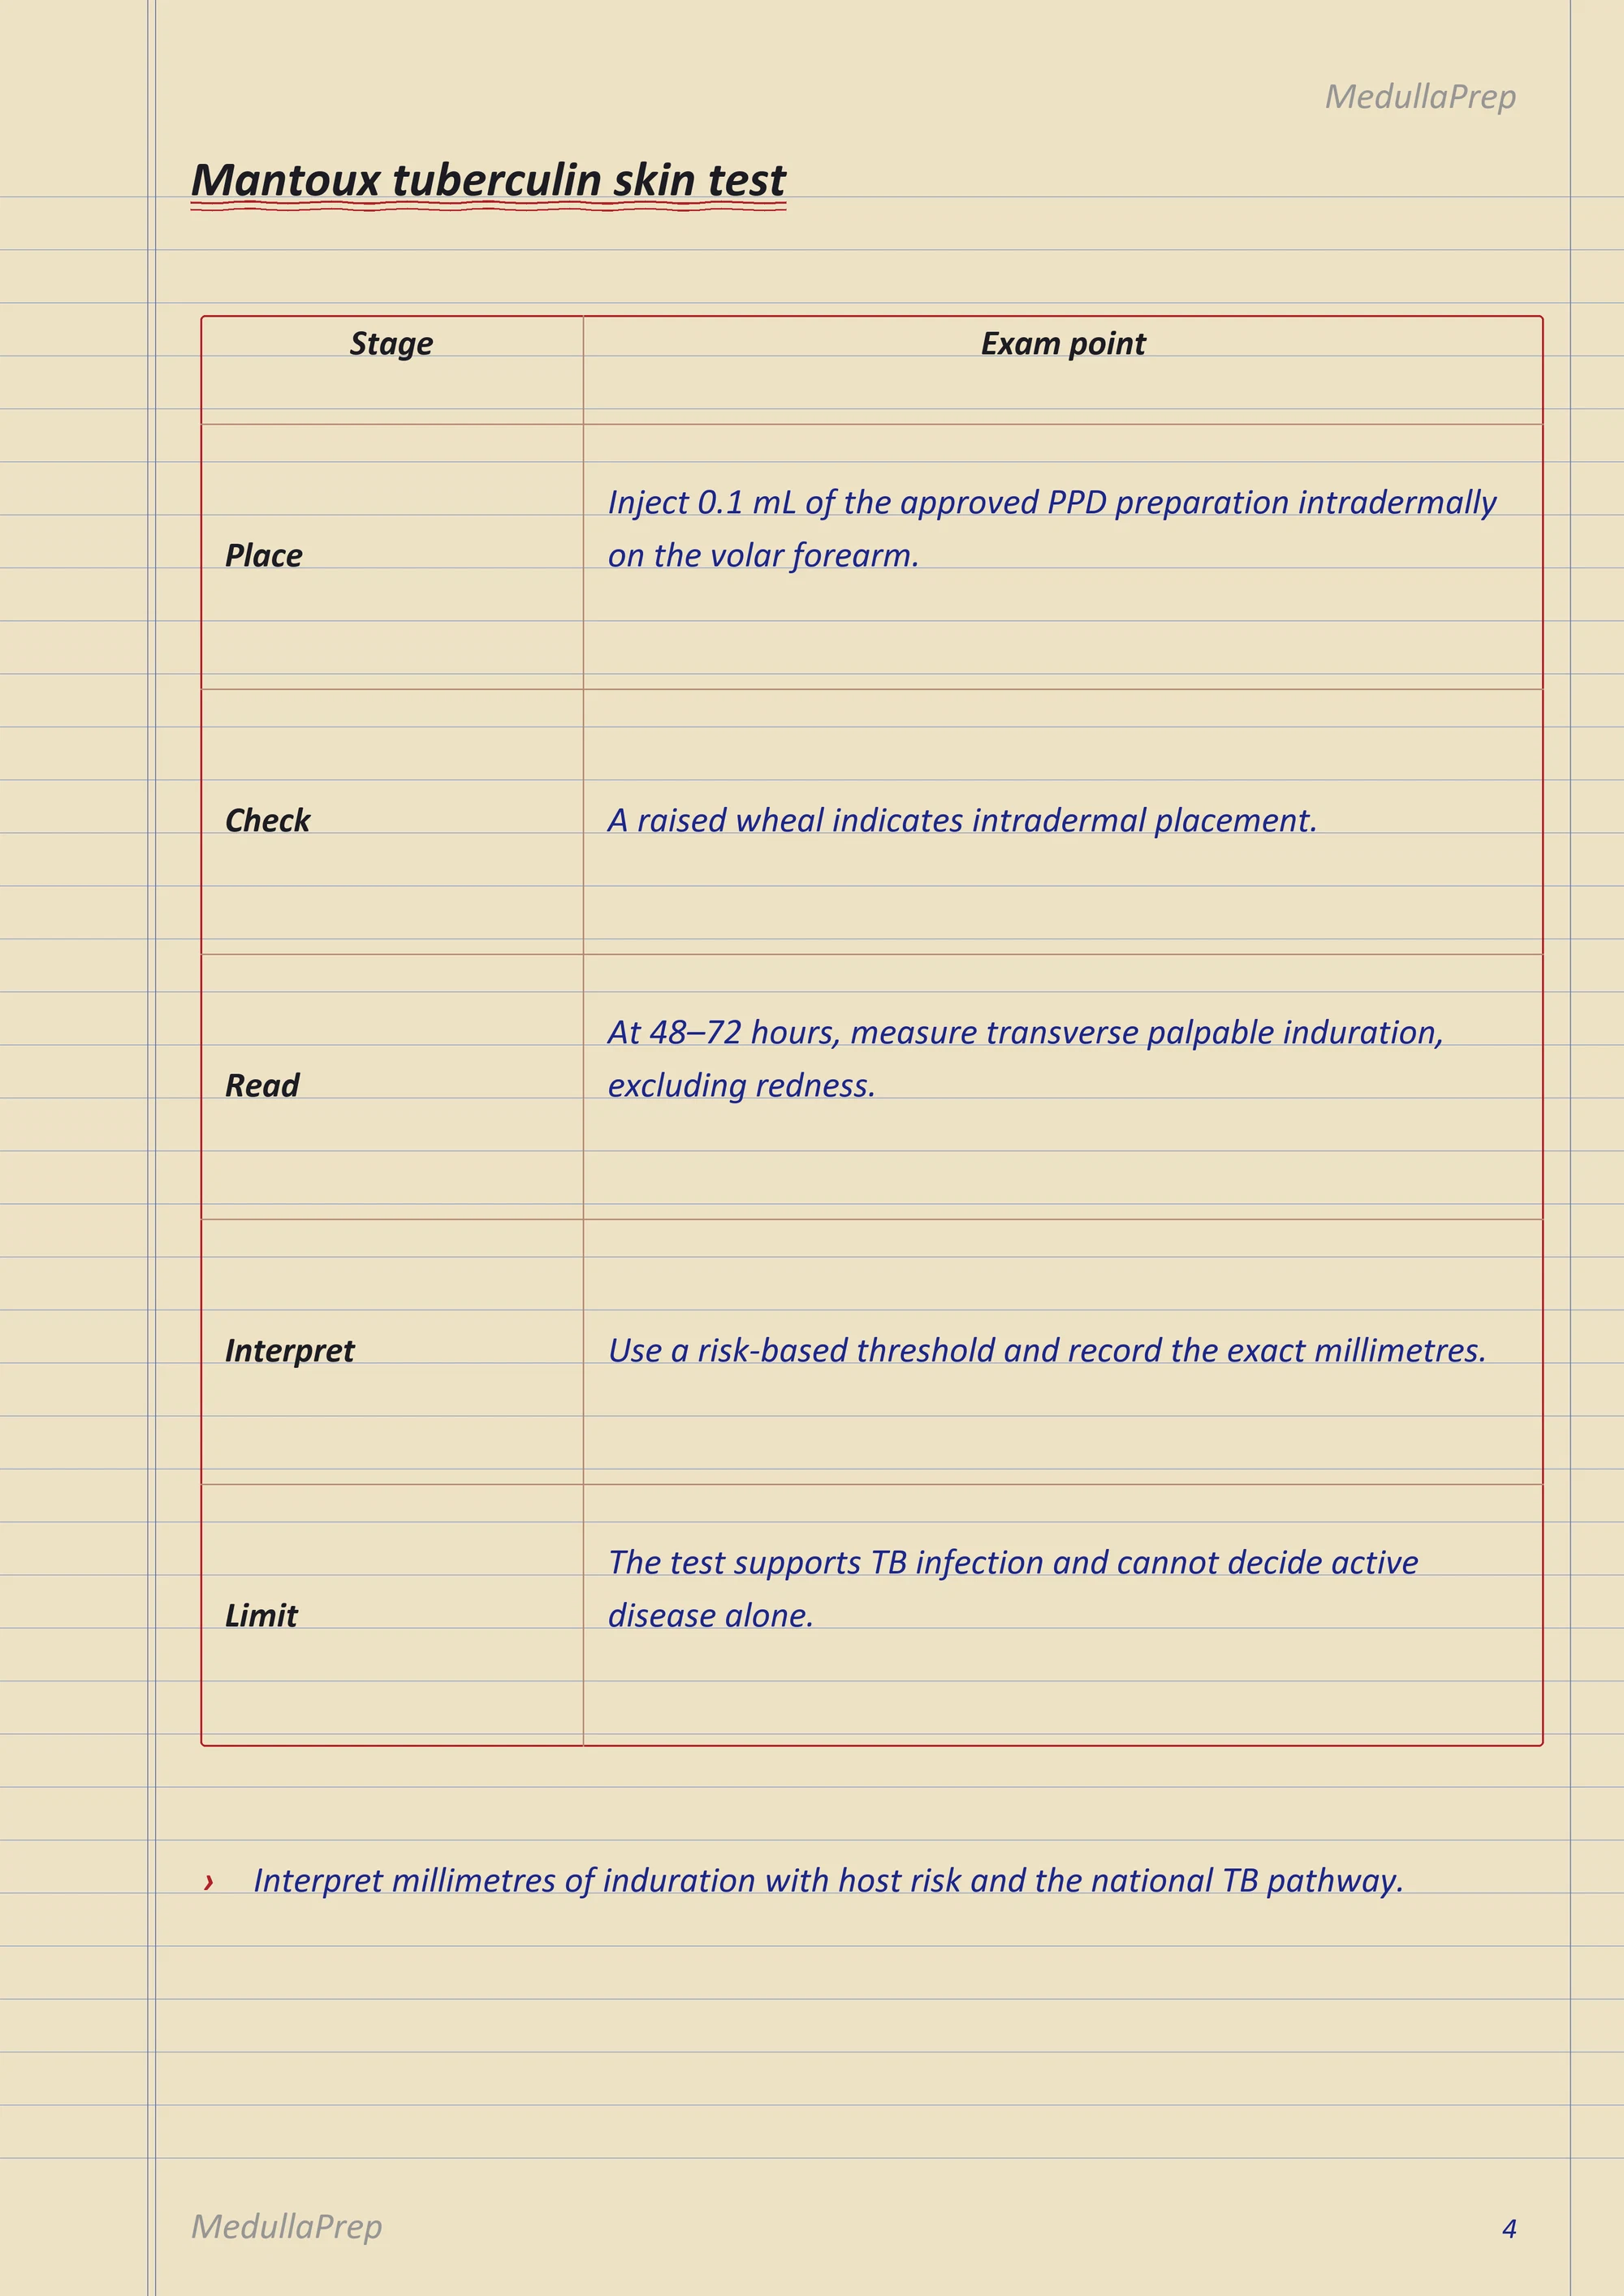 MedullaPrep
Mantoux tuberculin skin test
Stage Exam point
Place
Inject 0.1 mL of the approved PPD preparation intradermally
on the volar forearm.
Check
A raised wheal indicates intradermal placement.
Read
At 48–72 hours, measure transverse palpable induration,
excluding redness.
Interpret
Use a risk-based threshold and record the exact millimetres.
Limit
The test supports TB infection and cannot decide active
disease alone.
› Interpret millimetres of induration with host risk and the national TB pathway.
MedullaPrep
4